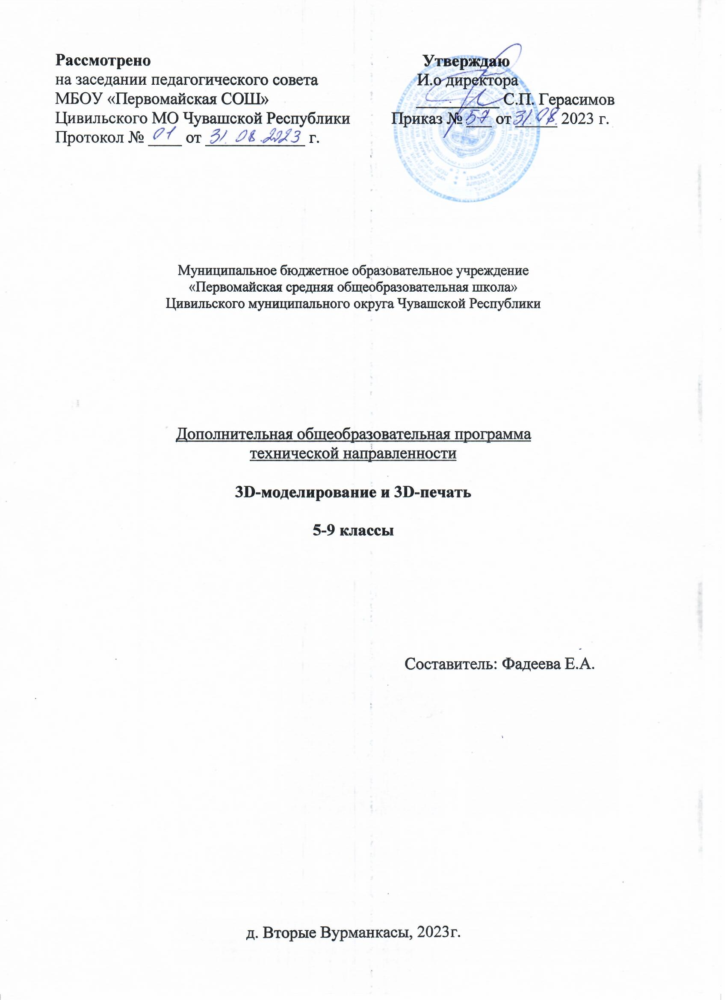 Рассмотрено
на заседании педагогического совета
МБОУ «Первомайская СОШ»
Цивильского МО Чувашской Республики
Протокол № 01 от 31.08.2023 г.
Утверждаю
И.о директора
С.П. Герасимов
Приказ № 57 от 31.08. 2023 г.
Муниципальное бюджетное образовательное учреждение
«Первомайская средняя общеобразовательная школа»
Цивильского муниципального округа Чувашской Республики
Дополнительная общеобразовательная программа
технической направленности
3D-моделирование и 3D-печать
5-9 классы
Составитель: Фадеева Е.А.
д. Вторые Вурманкасы, 2023г.